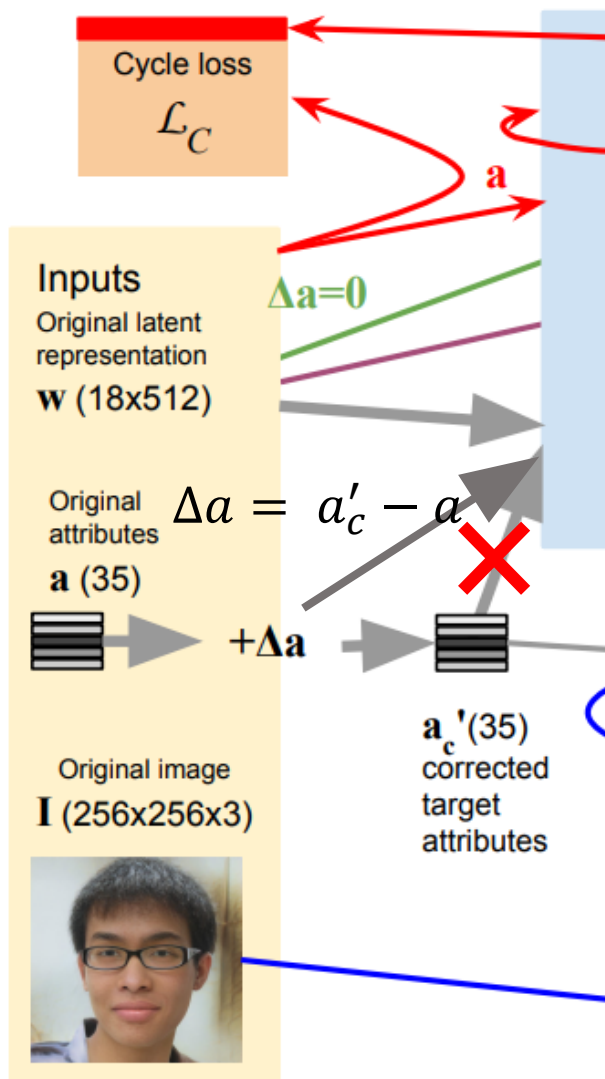 Cycle loss
ℒ_C
a
Inputs
Δa=0
Original latent
representation
w (18x512)
Original
attributes
Δa = a′_c − a
a (35)
+Δa
a_c'(35)
corrected
target
attributes
Original image
I (256x256x3)